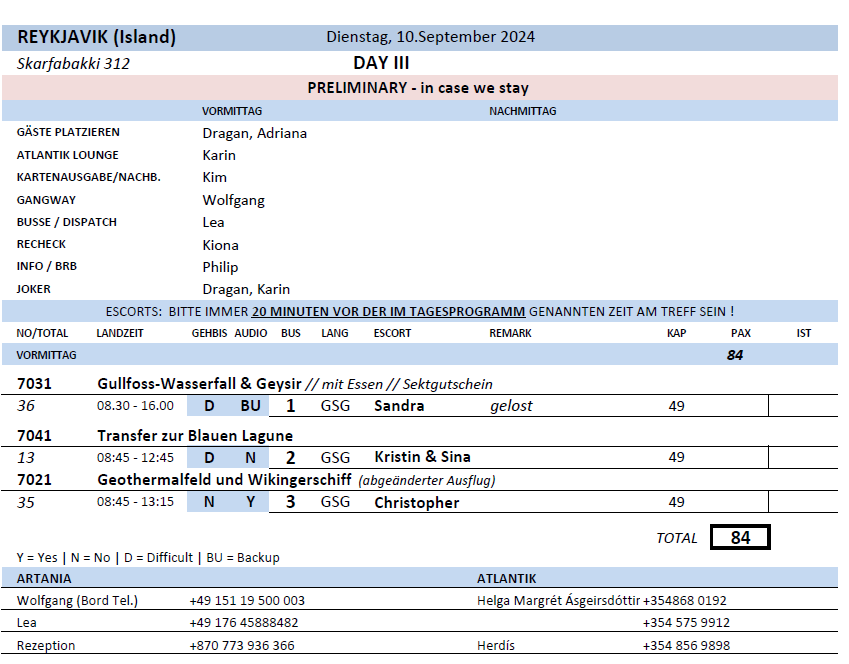 REYKJAVIK (Island) Dienstag, 10.September 2024
Skarfabakki 312 DAY III
PRELIMINARY - in case we stay
VORMITTAG NACHMITTAG
GÄSTE PLATZIEREN Dragan, Adriana
ATLANTIK LOUNGE Karin
KARTENAUSGABE/NACHB. Kim
GANGWAY Wolfgang
BUSSE / DISPATCH Lea
RECHECK Kiona
INFO / BRB Philip
JOKER Dragan, Karin
ESCORTS: BITTE IMMER 20 MINUTEN VOR DER IM TAGESPROGRAMM GENANNTEN ZEIT AM TREFF SEIN !
NO/TOTAL LANDZEIT GEHBIS AUDIO BUS LANG ESCORT REMARK KAP PAX IST
VORMITTAG 84
7031 Gullfoss-Wasserfall & Geysir // mit Essen // Sektgutschein
36 08.30 - 16.00 D BU 1 GSG Sandra gelost 49
7041 Transfer zur Blauen Lagune
13 08:45 - 12:45 D N 2 GSG Kristin & Sina 49
7021 Geothermalfeld und Wikingerschiff (abgeänderter Ausflug)
35 08:45 - 13:15 N Y 3 GSG Christopher 49
TOTAL 84
Y = Yes | N = No | D = Difficult | BU = Backup
ARTANIA ATLANTIK
Wolfgang (Bord Tel.) +49 151 19 500 003 Helga Margrét Ásgeirsdóttir +354868 0192
Lea +49 176 45888482 +354 575 9912
Rezeption +870 773 936 366 Herdís +354 856 9898